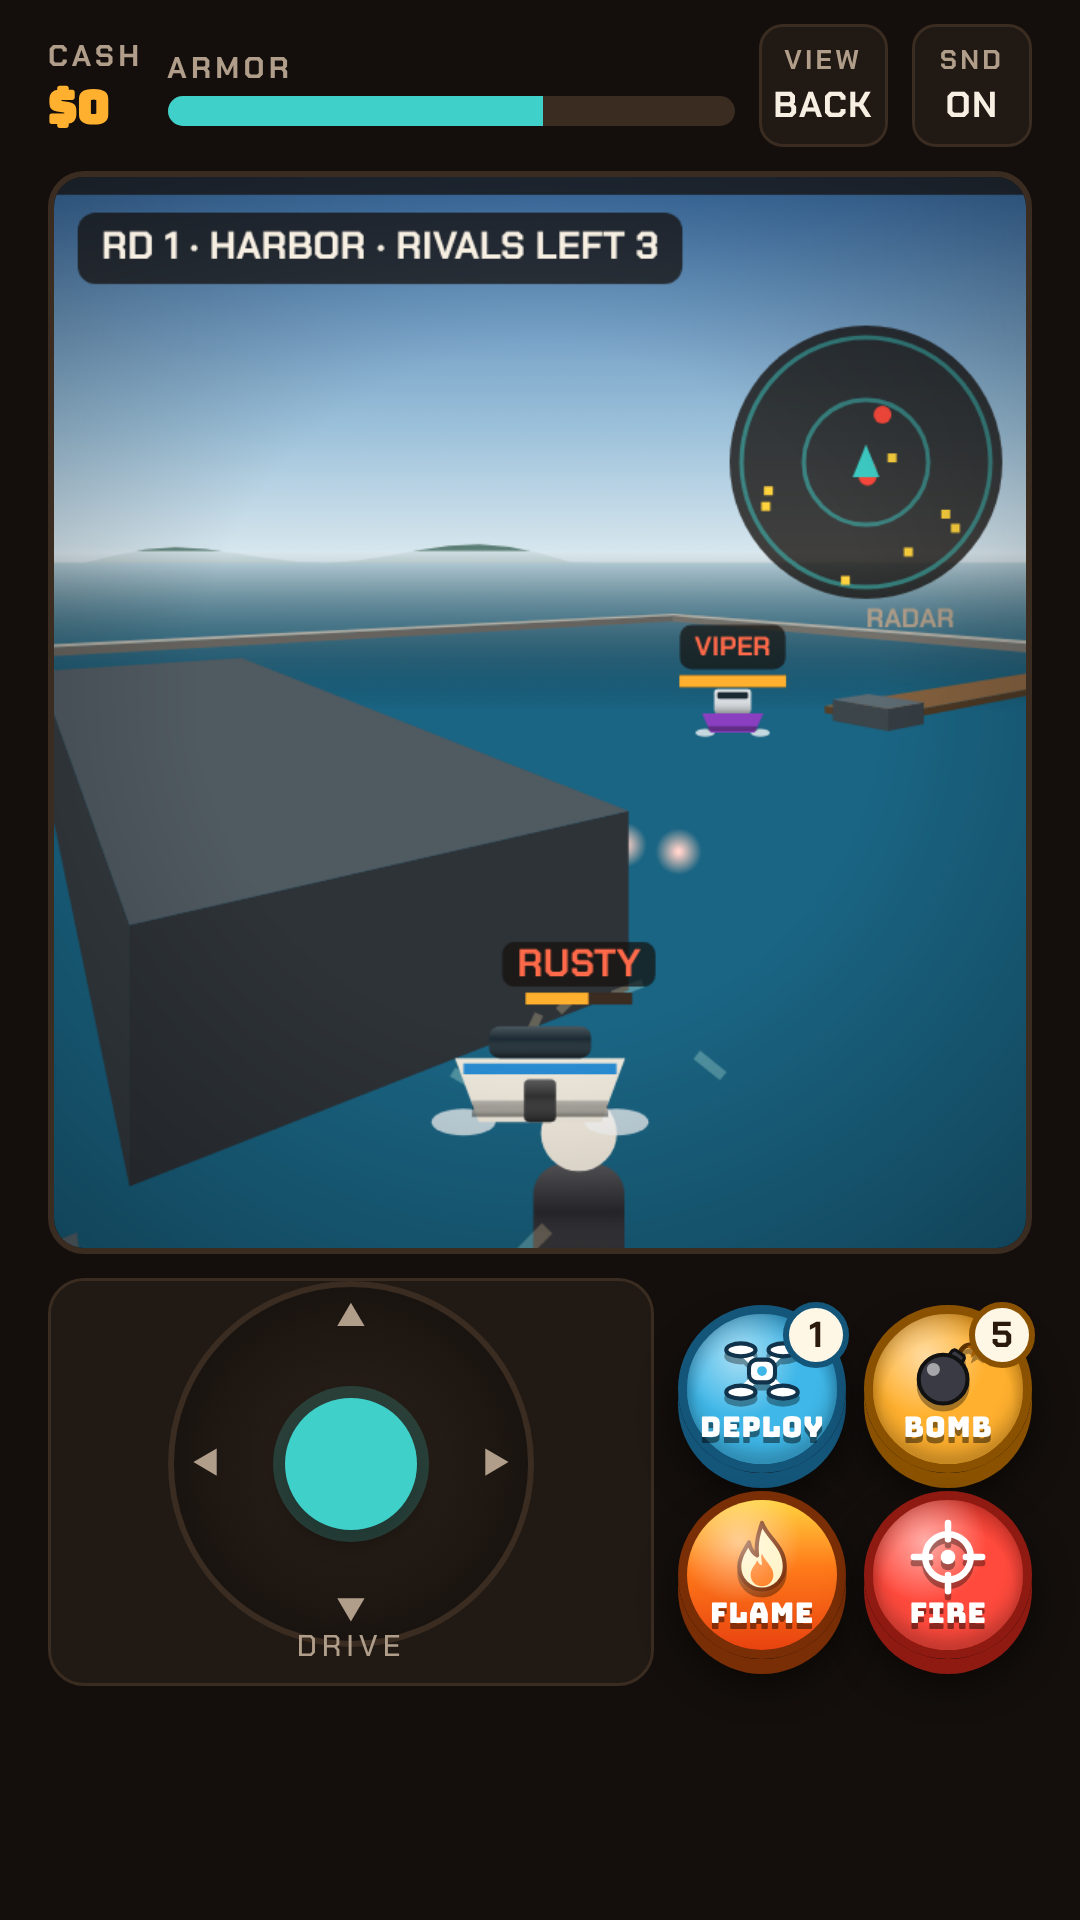 CASH
$0
ARMOR
VIEW
BACK
SND
ON
RD 1 · HARBOR · RIVALS LEFT 3
RADAR
VIPER
RUSTY
DRIVE
1
DEPLOY
5
BOMB
FLAME
FIRE